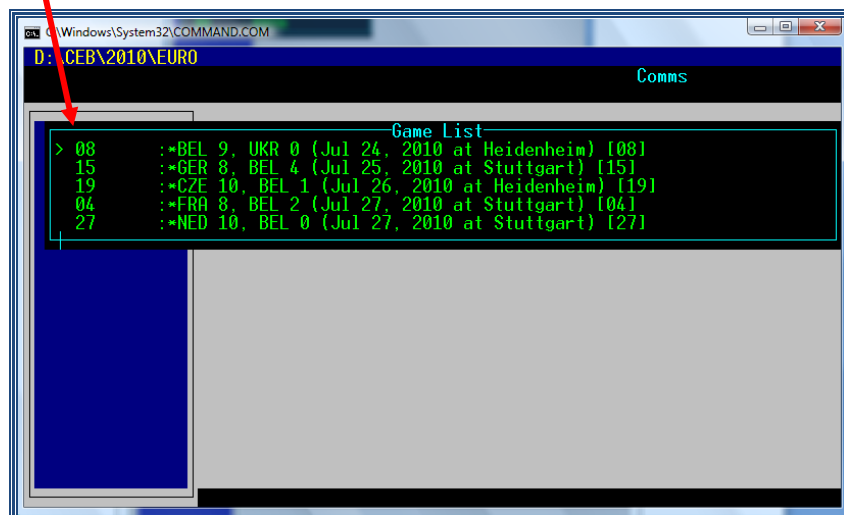 C:\Windows\System32\COMMAND.COM
D:\CEB\2010\EURO
Comms
Game List
> 08 :*BEL 9, UKR 0 (Jul 24, 2010 at Heidenheim) [08]
15 :*GER 8, BEL 4 (Jul 25, 2010 at Stuttgart) [15]
19 :*CZE 10, BEL 1 (Jul 26, 2010 at Heidenheim) [19]
04 :*FRA 8, BEL 2 (Jul 27, 2010 at Stuttgart) [04]
27 :*NED 10, BEL 0 (Jul 27, 2010 at Stuttgart) [27]